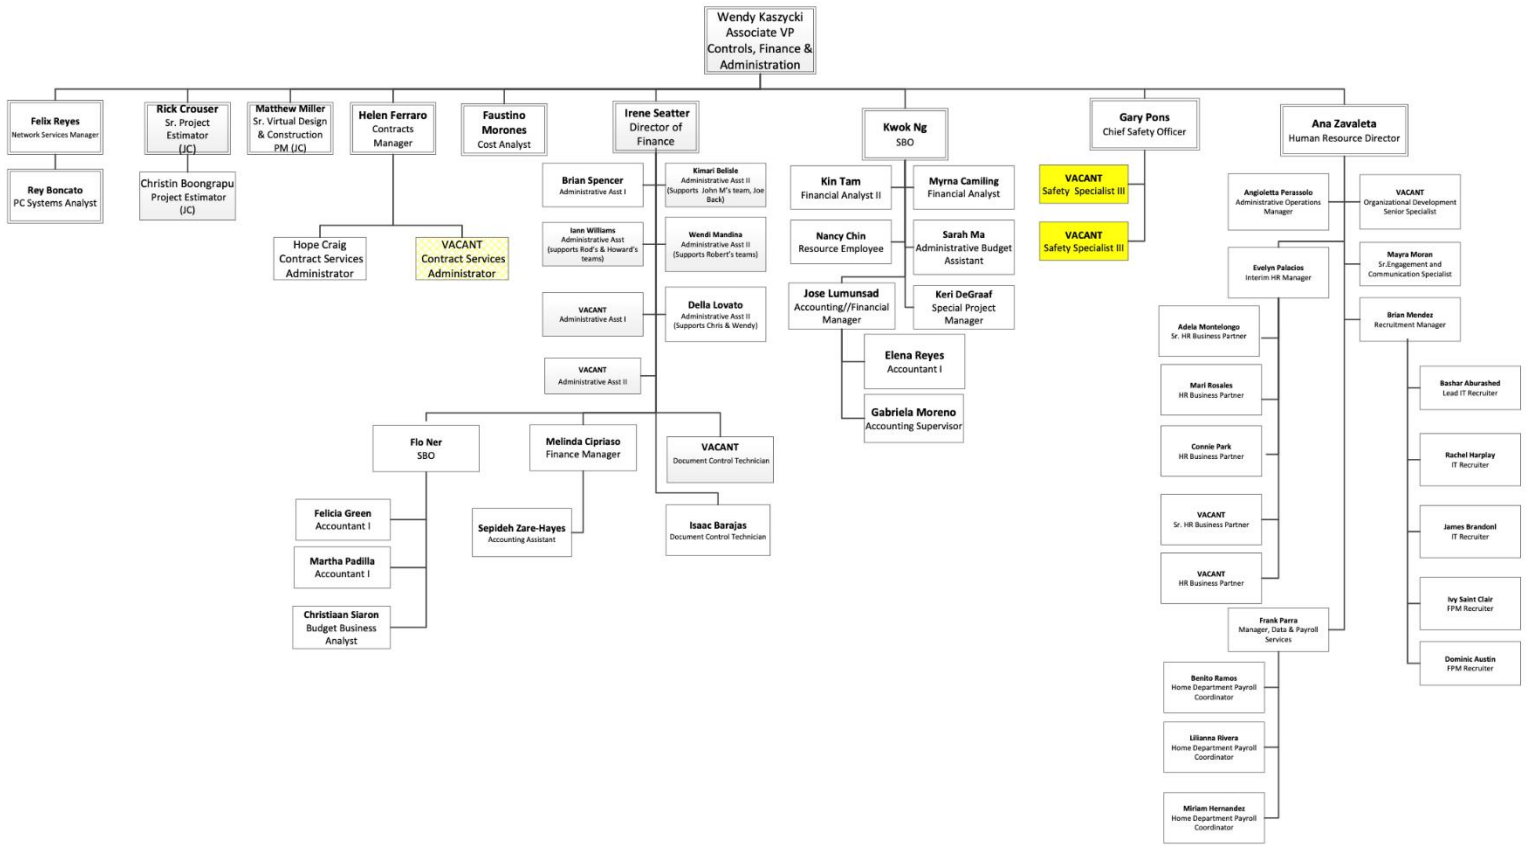 Wendy Kaszycki
Associate VP
Controls, Finance &
Administration
Felix Reyes
Network Services Manager
Rey Boncato
PC Systems Analyst
Rick Crouser
Sr. Project
Estimator
(JC)
Christin Boongrapu
Project Estimator
(JC)
Matthew Miller
Sr. Virtual Design
& Construction
PM (JC)
Helen Ferraro
Contracts
Manager
Hope Craig
Contract Services
Administrator
VACANT
Contract Services
Administrator
Faustino
Morones
Cost Analyst
Irene Seatter
Director of
Finance
Brian Spencer
Administrative Asst I
Kimari Belisle
Administrative Asst II
(Supports  John M's team, Joe
Back)
Iann Williams
Administrative Asst
(supports Rod's & Howard's
teams)
Wendi Mandina
Administrative Asst II
(Supports Robert's teams)
VACANT
Administrative Asst I
Della Lovato
Administrative Asst II
(Supports Chris & Wendy)
VACANT
Administrative Asst II
Flo Ner
SBO
Felicia Green
Accountant I
Martha Padilla
Accountant I
Christiaan Siaron
Budget Business
Analyst
Melinda Cipriaso
Finance Manager
Sepideh Zare-Hayes
Accounting Assistant
VACANT
Document Control Technician
Isaac Barajas
Document Control Technician
Kwok Ng
SBO
Kin Tam
Financial Analyst II
Myrna Camiling
Financial Analyst
Nancy Chin
Resource Employee
Sarah Ma
Administrative Budget
Assistant
Jose Lumunsad
Accounting//Financial
Manager
Keri DeGraaf
Special Project
Manager
Elena Reyes
Accountant I
Gabriela Moreno
Accounting Supervisor
Gary Pons
Chief Safety Officer
VACANT
Safety  Specialist III
VACANT
Safety Specialist III
Ana Zavaleta
Human Resource Director
Angioletta Perassolo
Administrative Operations
Manager
VACANT
Organizational Development
Senior Specialist
Evelyn Palacios
Interim HR Manager
Mayra Moran
Sr.Engagement and
Communication Specialist
Brian Mendez
Recruitment Manager
Adela Montelongo
Sr. HR Business Partner
Mari Rosales
HR Business Partner
Connie Park
HR Business Partner
VACANT
Sr. HR Business Partner
VACANT
HR Business Partner
Bashar Aburashed
Lead IT Recruiter
Rachel Harplay
IT Recruiter
James Brandonl
IT Recruiter
Ivy Saint Clair
FPM Recruiter
Dominic Austin
FPM Recruiter
Frank Parra
Manager, Data & Payroll
Services
Benito Ramos
Home Department Payroll
Coordinator
Lilianna Rivera
Home Department Payroll
Coordinator
Miriam Hernandez
Home Department Payroll
Coordinator